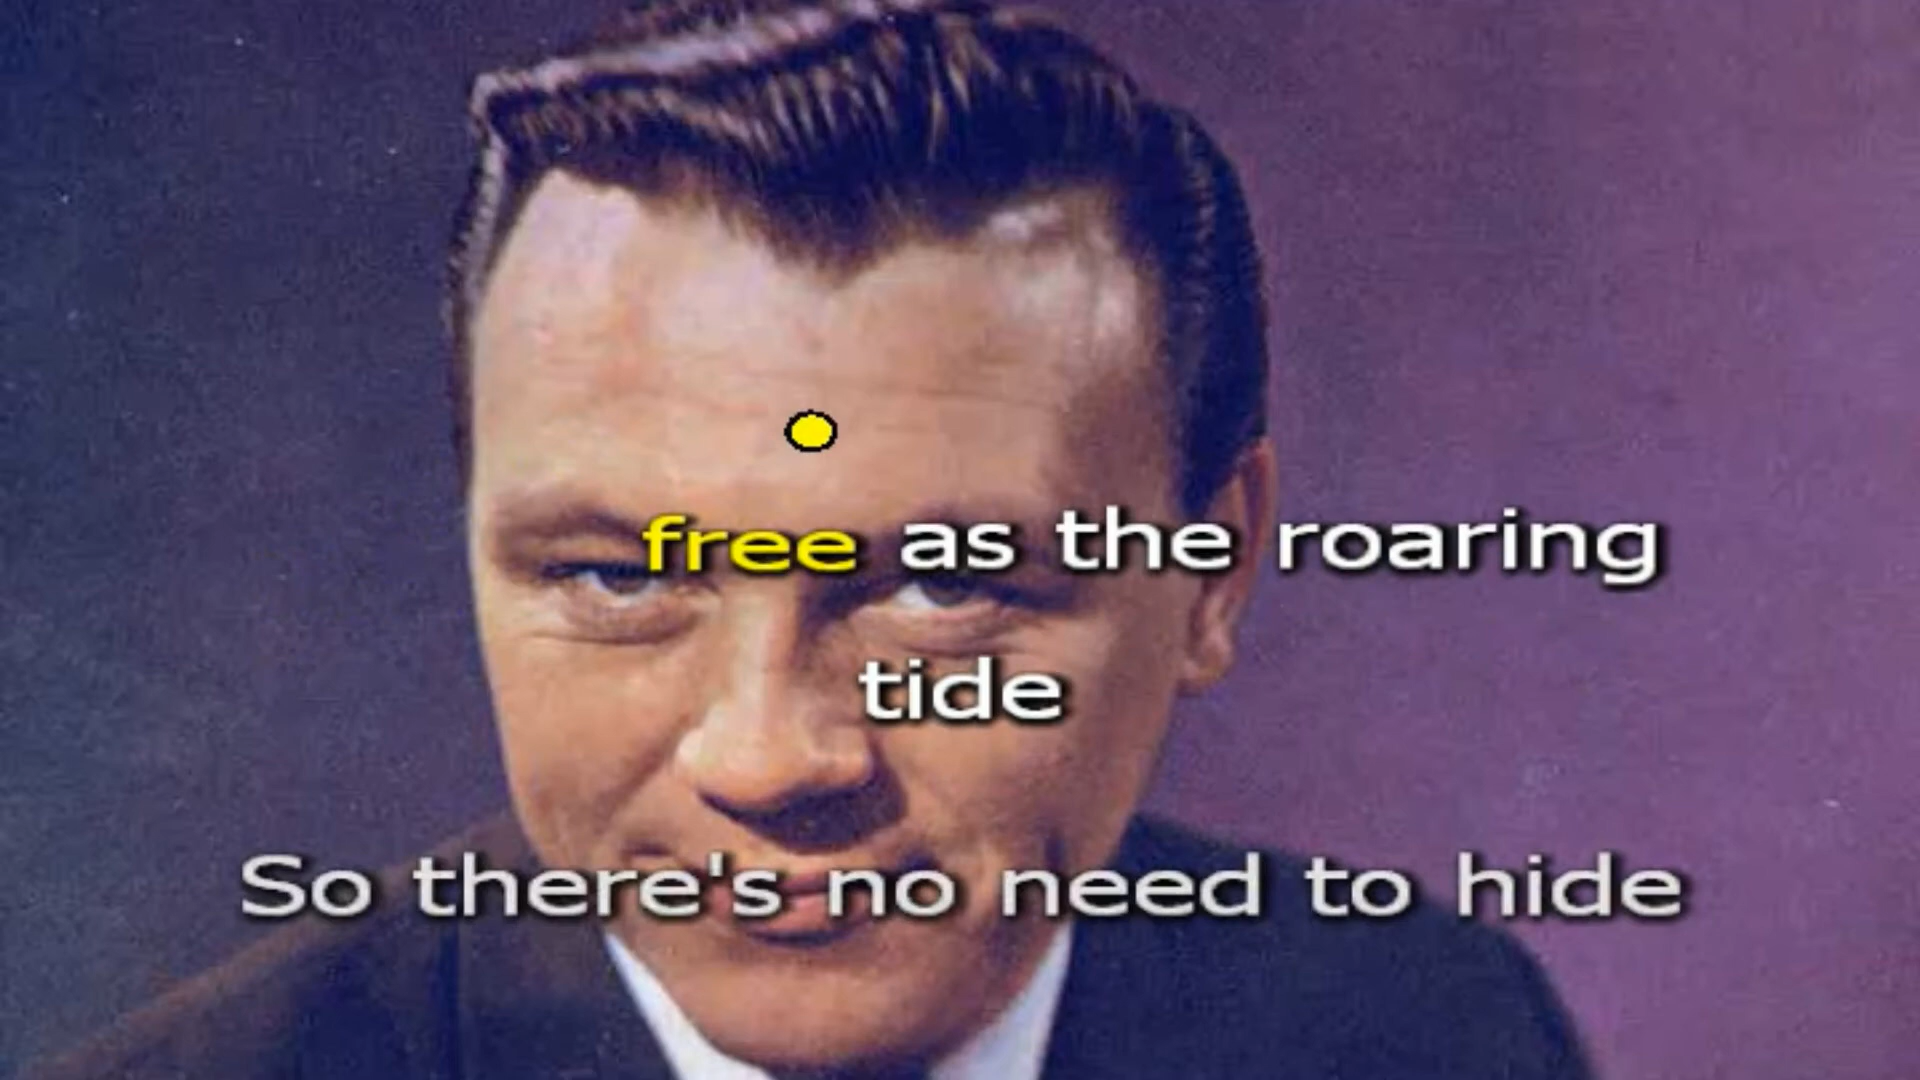 free as the roaring
tide
So there's no need to hide